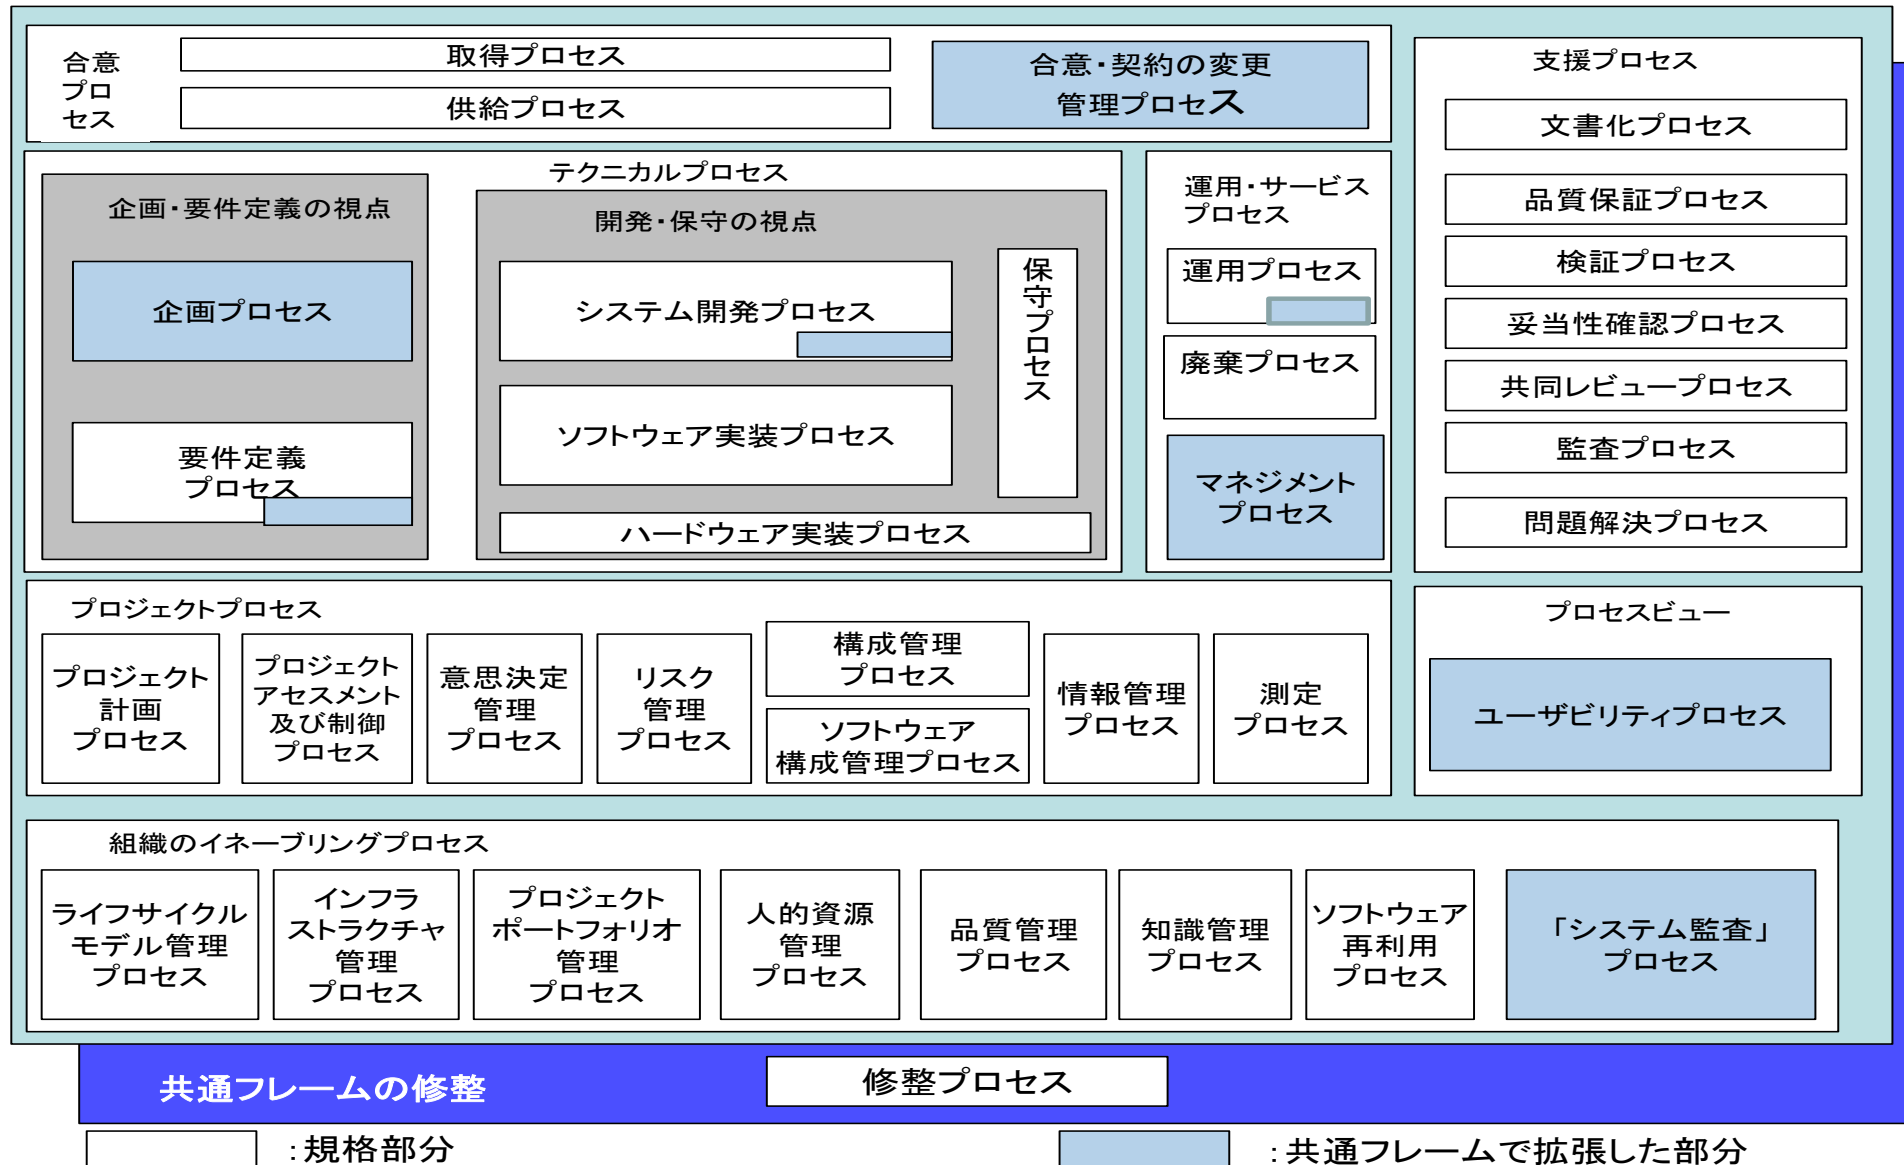 合意
プロ
セス
取得プロセス
供給プロセス
合意・契約の変更
管理プロセス
テクニカルプロセス
企画・要件定義の視点
企画プロセス
要件定義
プロセス
開発・保守の視点
システム開発プロセス
ソフトウェア実装プロセス
保守プロセス
ハードウェア実装プロセス
運用・サービス
プロセス
運用プロセス
廃棄プロセス
マネジメント
プロセス
支援プロセス
文書化プロセス
品質保証プロセス
検証プロセス
妥当性確認プロセス
共同レビュープロセス
監査プロセス
問題解決プロセス
プロジェクトプロセス
プロジェクト
計画
プロセス
プロジェクト
アセスメント
及び制御
プロセス
意思決定
管理
プロセス
リスク
管理
プロセス
構成管理
プロセス
ソフトウェア
構成管理プロセス
情報管理
プロセス
測定
プロセス
プロセスビュー
ユーザビリティプロセス
組織のイネーブリングプロセス
ライフサイクル
モデル管理
プロセス
インフラ
ストラクチャ
管理
プロセス
プロジェクト
ポートフォリオ
管理
プロセス
人的資源
管理
プロセス
品質管理
プロセス
知識管理
プロセス
ソフトウェア
再利用
プロセス
「システム監査」
プロセス
共通フレームの修整
修整プロセス
：規格部分
：共通フレームで拡張した部分